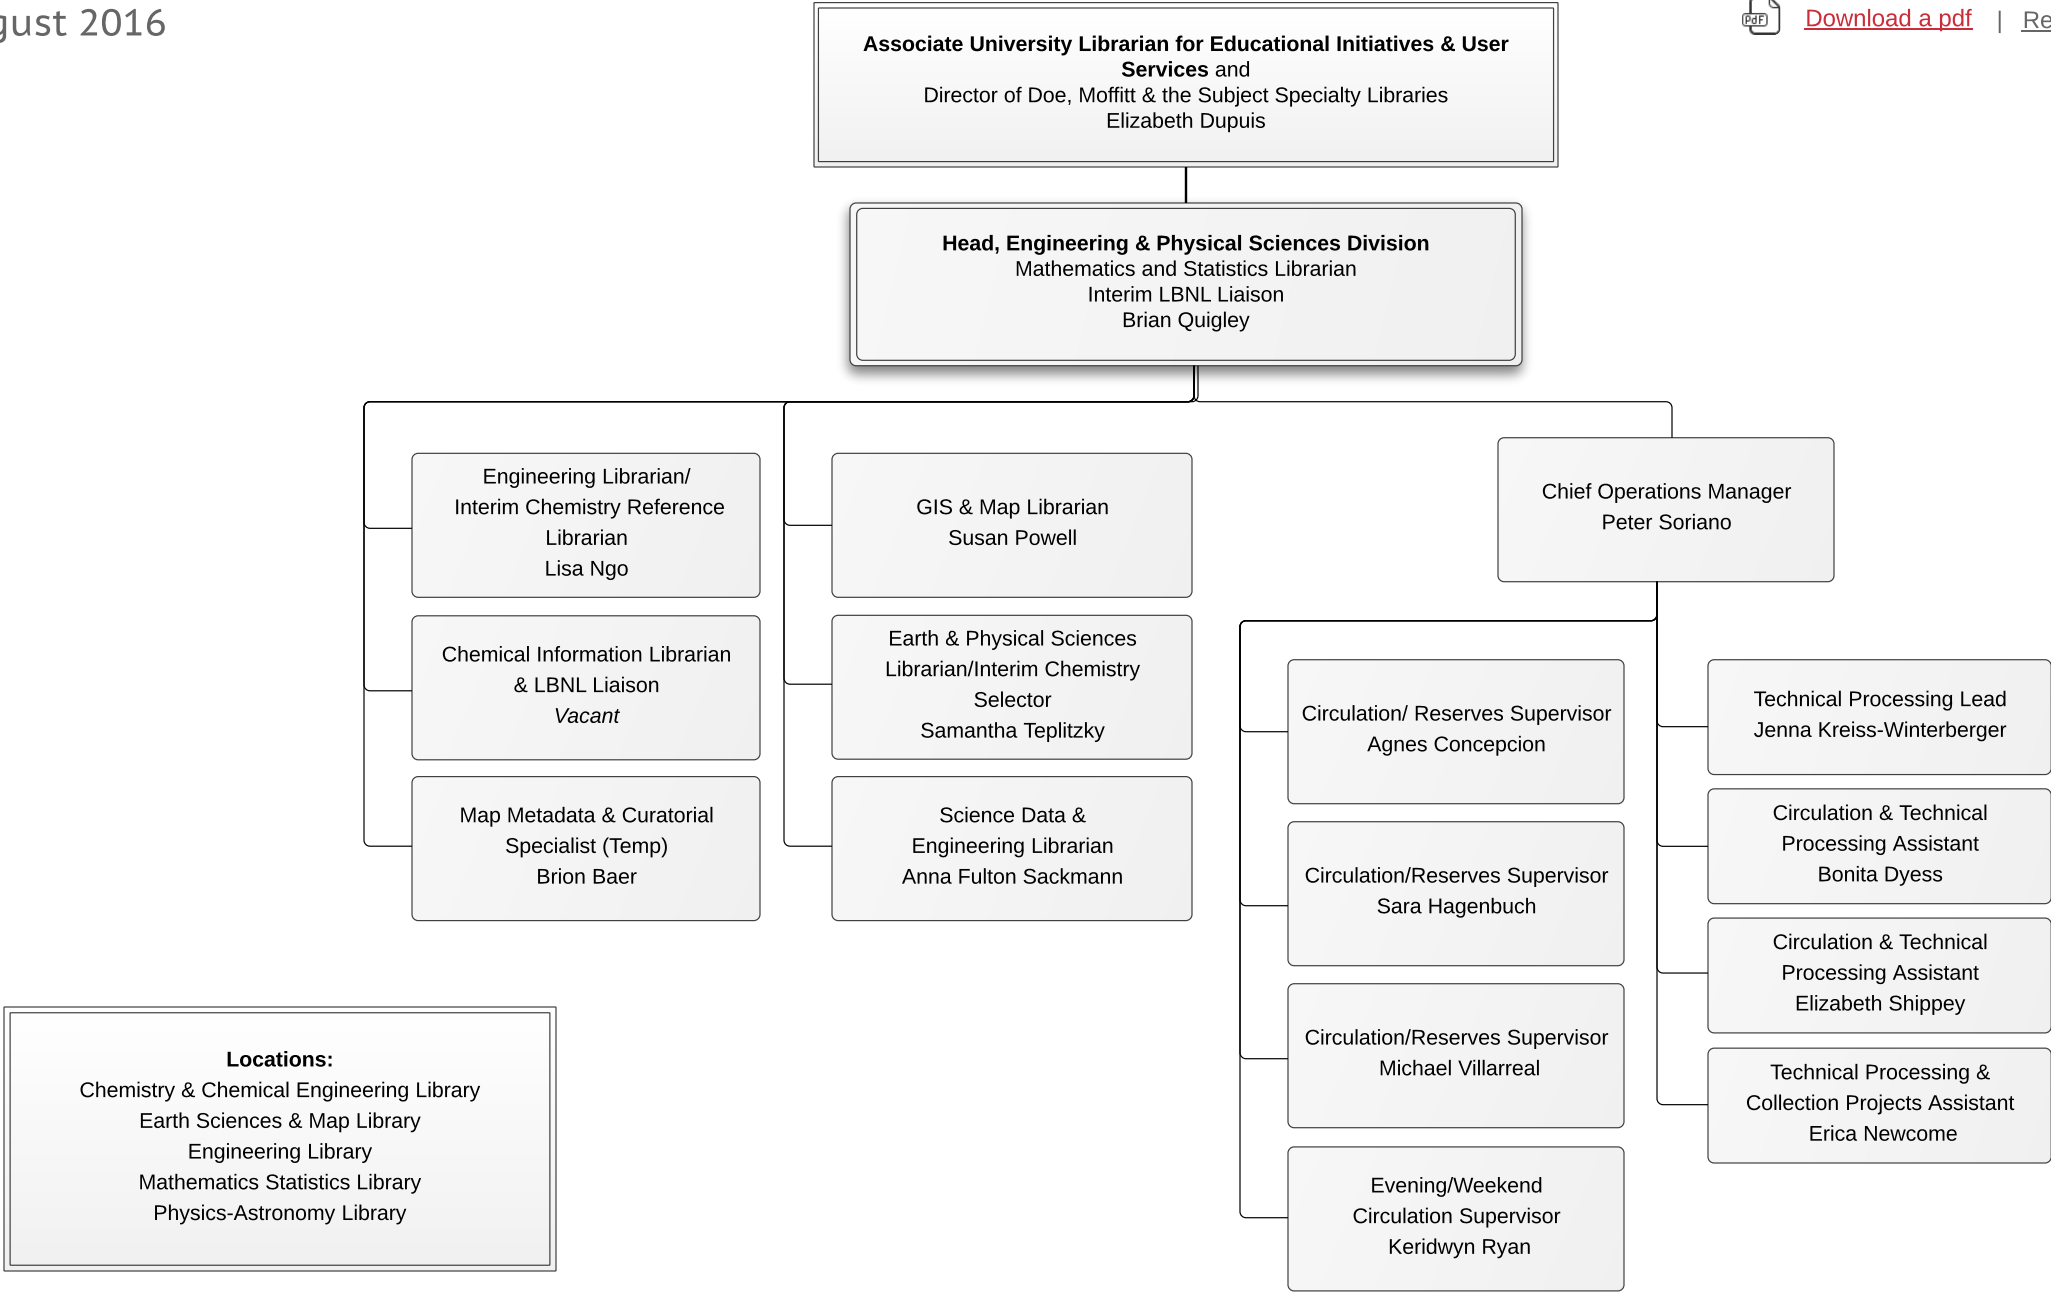 2016
Download a pdf |
Associate University Librarian for Educational Initiatives & User
Services and
Director of Doe, Moffitt & the Subject Specialty Libraries
Elizabeth Dupuis
Head, Engineering & Physical Sciences Division
Mathematics and Statistics Librarian
Interim LBNL Liaison
Brian Quigley
Engineering Librarian/
Interim Chemistry Reference
Librarian
Lisa Ngo
Chemical Information Librarian
& LBNL Liaison
Vacant
Map Metadata & Curatorial
Specialist (Temp)
Brion Baer
GIS & Map Librarian
Susan Powell
Earth & Physical Sciences
Librarian/Interim Chemistry
Selector
Samantha Teplitzky
Science Data &
Engineering Librarian
Anna Fulton Sackmann
Chief Operations Manager
Peter Soriano
Circulation/ Reserves Supervisor
Agnes Concepcion
Circulation/Reserves Supervisor
Sara Hagenbuch
Circulation/Reserves Supervisor
Michael Villarreal
Evening/Weekend
Circulation Supervisor
Keridwyn Ryan
Technical Processing Lead
Jenna Kreiss-Winterberger
Circulation & Technical
Processing Assistant
Bonita Dyess
Circulation & Technical
Processing Assistant
Elizabeth Shippey
Technical Processing &
Collection Projects Assistant
Erica Newcome
Locations:
Chemistry & Chemical Engineering Library
Earth Sciences & Map Library
Engineering Library
Mathematics Statistics Library
Physics-Astronomy Library